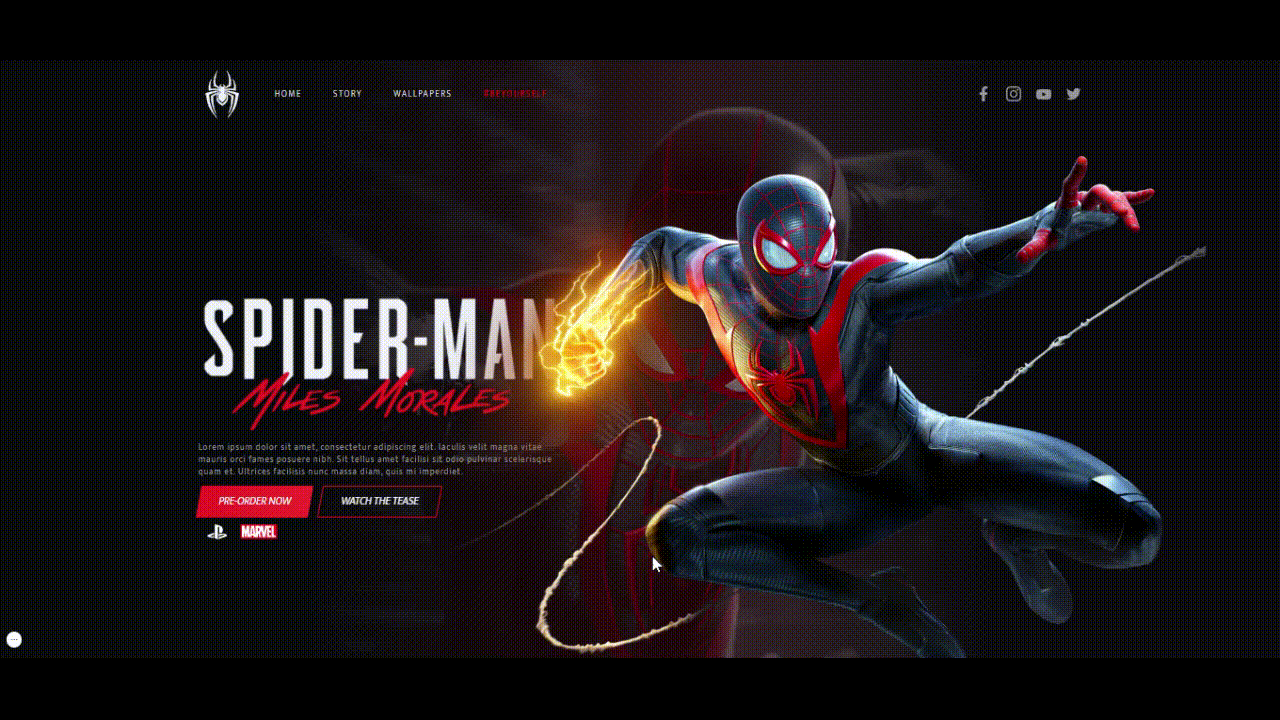 HOME STORY WALLPAPERS #BEYOURSELF
SPIDER-MAN
MILES MORALES
Lorem ipsum dolor sit amet, consectetur adipiscing elit. Iaculis velit magna vitae
mauris orci fames posuere nibh. Sit tellus amet facilisi sit odio pulvinar scelerisque
quam et. Ultrices facilisis nunc massa diam, quis mi imperdiet.
PRE-ORDER NOW WATCH THE TEASE
MARVEL